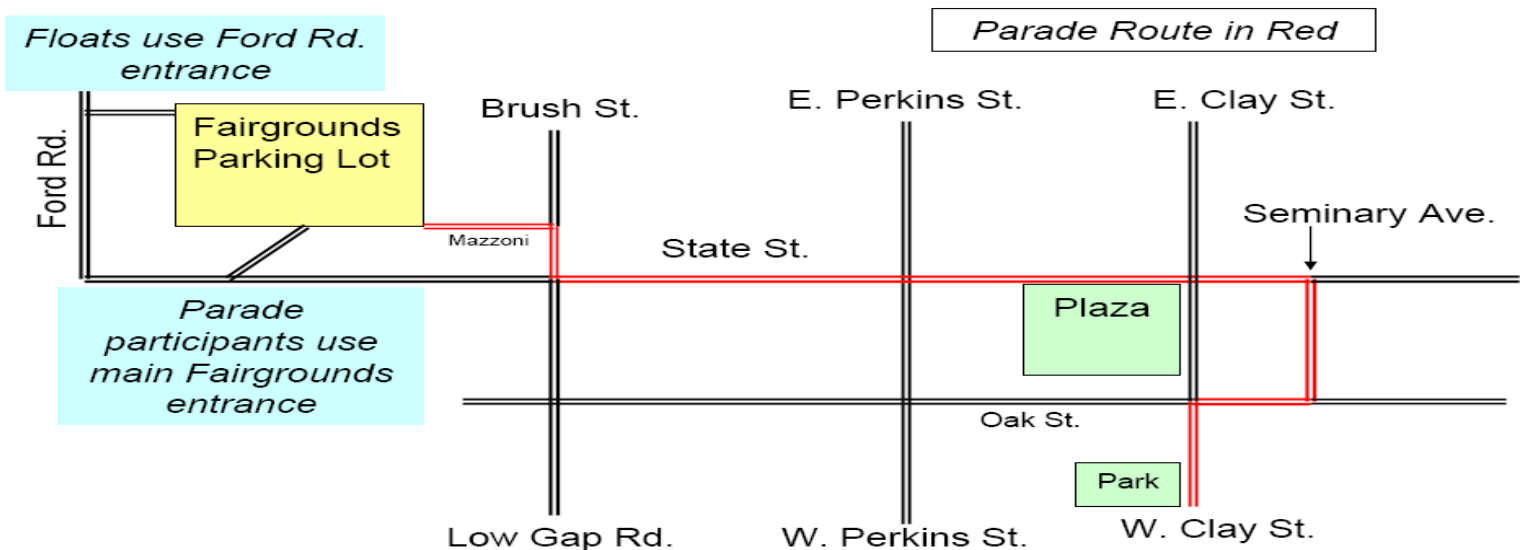 Floats use Ford Rd.
entrance
Parade Route in Red
Brush St.
E. Perkins St.
E. Clay St.
Ford Rd.
Fairgrounds
Parking Lot
Mazzoni
State St.
Seminary Ave.
Parade
participants use
main Fairgrounds
entrance
Plaza
Oak St.
Park
Low Gap Rd.
W. Perkins St.
W. Clay St.